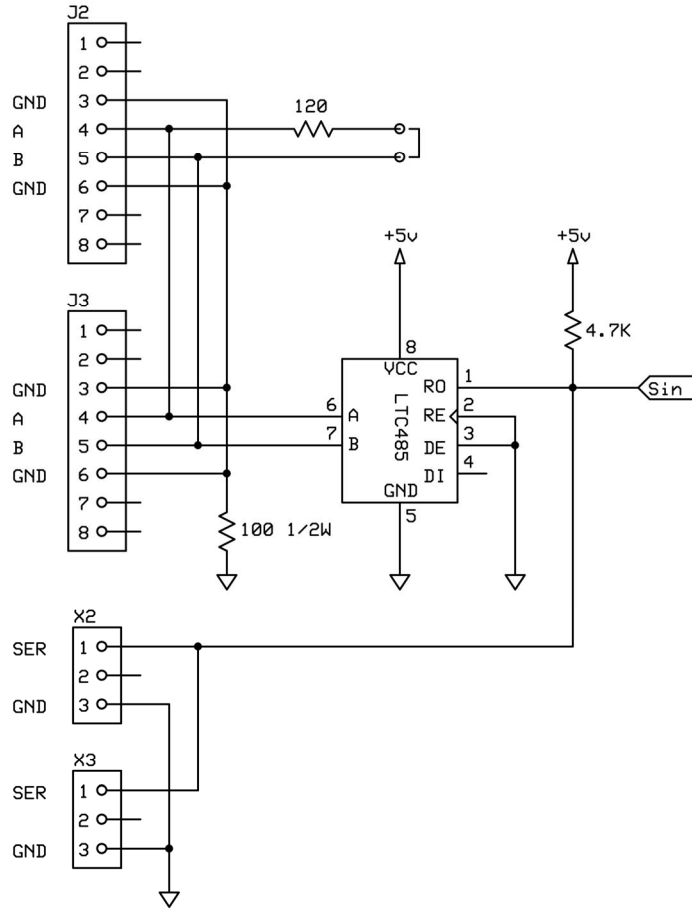 J2
1
2
GND 3
A 4
B 5
GND 6
7
8
120
+5v
+5v
4.7K
J3
1
2
GND 3
A 4
B 5
GND 6
7
8
100 1/2W
8
VCC
6 A
7 B
LTC485
RO 1
RE 2
DE 3
DI 4
GND
5
Sin
X2
SER 1
2
GND 3
X3
SER 1
2
GND 3